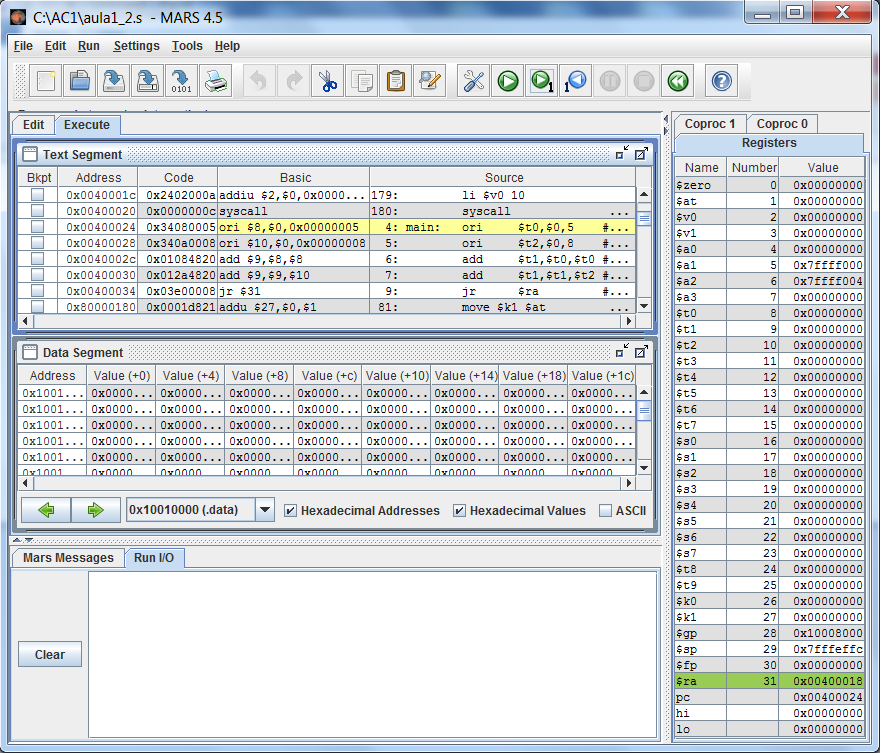 C:\AC1\aula1_2.s - MARS 4.5
File Edit Run Settings Tools Help
0101
1
1
Edit Execute
Text Segment
Bkpt Address Code Basic Source
0x0040001c 0x2402000a addiu $2,$0,0x0000... 179: li $v0 10
0x00400020 0x0000000c syscall 180: syscall ...
0x00400024 0x34080005 ori $8,$0,0x00000005 4: main: ori $t0,$0,5 #...
0x00400028 0x340a0008 ori $10,$0,0x00000008 5: ori $t2,$0,8 #...
0x0040002c 0x01084820 add $9,$8,$8 6: add $t1,$t0,$t0 #...
0x00400030 0x012a4820 add $9,$9,$10 7: add $t1,$t1,$t2 #...
0x00400034 0x03e00008 jr $31 9: jr $ra #...
0x80000180 0x0001d821 addu $27,$0,$1 81: move $k1 $at ...
Data Segment
Address Value (+0) Value (+4) Value (+8) Value (+c) Value (+10) Value (+14) Value (+18) Value (+1c)
0x1001... 0x0000... 0x0000... 0x0000... 0x0000... 0x0000... 0x0000... 0x0000... 0x0000...
0x1001... 0x0000... 0x0000... 0x0000... 0x0000... 0x0000... 0x0000... 0x0000... 0x0000...
0x1001... 0x0000... 0x0000... 0x0000... 0x0000... 0x0000... 0x0000... 0x0000... 0x0000...
0x1001... 0x0000... 0x0000... 0x0000... 0x0000... 0x0000... 0x0000... 0x0000... 0x0000...
0x1001... 0x0000... 0x0000... 0x0000... 0x0000... 0x0000... 0x0000... 0x0000... 0x0000...
0x10010000 (.data) Hexadecimal Addresses Hexadecimal Values ASCII
Mars Messages Run I/O
Clear
Coproc 1 Coproc 0
Registers
Name Number Value
$zero 0 0x00000000
$at 1 0x00000000
$v0 2 0x00000000
$v1 3 0x00000000
$a0 4 0x00000000
$a1 5 0x7ffff000
$a2 6 0x7ffff004
$a3 7 0x00000000
$t0 8 0x00000000
$t1 9 0x00000000
$t2 10 0x00000000
$t3 11 0x00000000
$t4 12 0x00000000
$t5 13 0x00000000
$t6 14 0x00000000
$t7 15 0x00000000
$s0 16 0x00000000
$s1 17 0x00000000
$s2 18 0x00000000
$s3 19 0x00000000
$s4 20 0x00000000
$s5 21 0x00000000
$s6 22 0x00000000
$s7 23 0x00000000
$t8 24 0x00000000
$t9 25 0x00000000
$k0 26 0x00000000
$k1 27 0x00000000
$gp 28 0x10008000
$sp 29 0x7fffeffc
$fp 30 0x00000000
$ra 31 0x00400018
pc 0x00400024
hi 0x00000000
lo 0x00000000